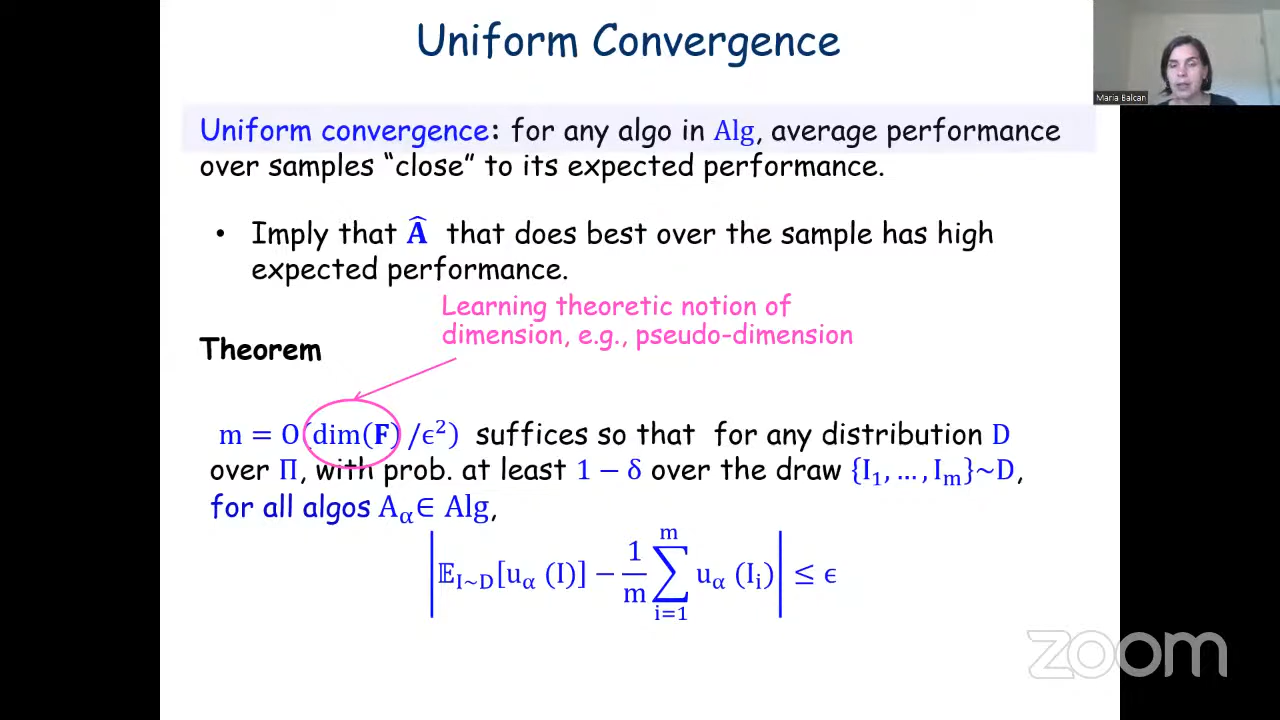 Uniform Convergence
Maria Balcan
Uniform convergence: for any algo in Alg, average performance
over samples “close” to its expected performance.
• Imply that Â that does best over the sample has high
expected performance.
Learning theoretic notion of
dimension, e.g., pseudo-dimension
Theorem
m = O (dim(F) /ϵ²) suffices so that for any distribution D
over Π, with prob. at least 1 − δ over the draw {I₁, …, Iₘ}~D,
for all algos A_α∈ Alg,
|𝔼_{I~D}[u_α (I)] − 1/m ∑_{i=1}^{m} u_α (I_i)| ≤ ϵ
zoom